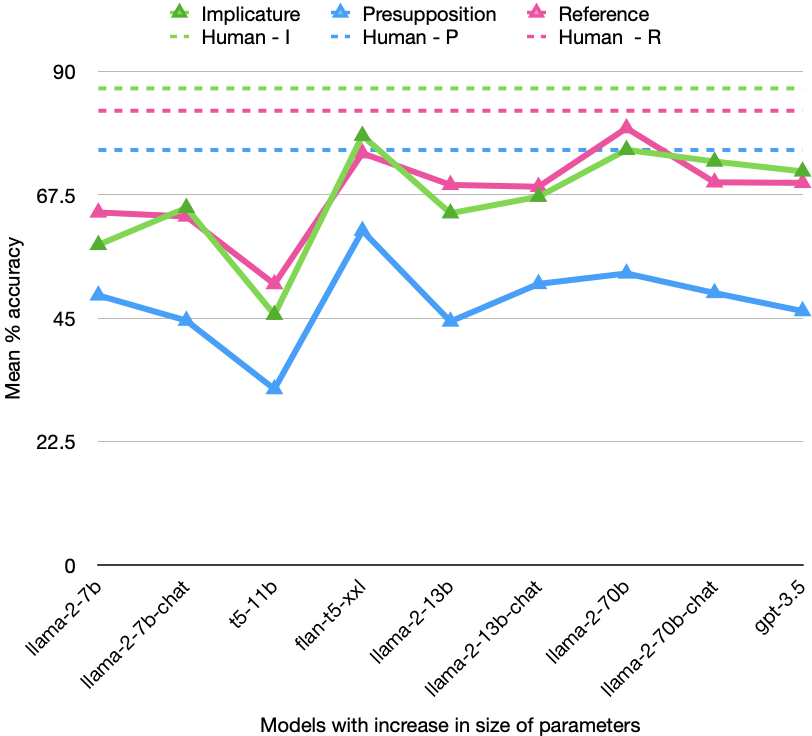 Implicature Presupposition Reference
Human - I Human - P Human - R
90
67.5
45
22.5
0
Mean % accuracy
llama-2-7b
llama-2-7b-chat
t5-11b
flan-t5-xxl
llama-2-13b
llama-2-13b-chat
llama-2-70b
llama-2-70b-chat
gpt-3.5
Models with increase in size of parameters